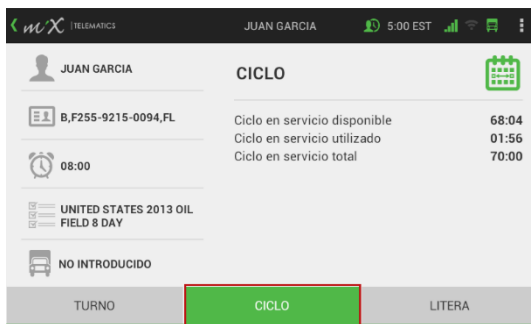 miX TELEMATICS JUAN GARCIA 5:00 EST
JUAN GARCIA
B,F255-9215-0094,FL
08:00
UNITED STATES 2013 OIL
FIELD 8 DAY
NO INTRODUCIDO
CICLO
Ciclo en servicio disponible 68:04
Ciclo en servicio utilizado 01:56
Ciclo en servicio total 70:00
TURNO CICLO LITERA